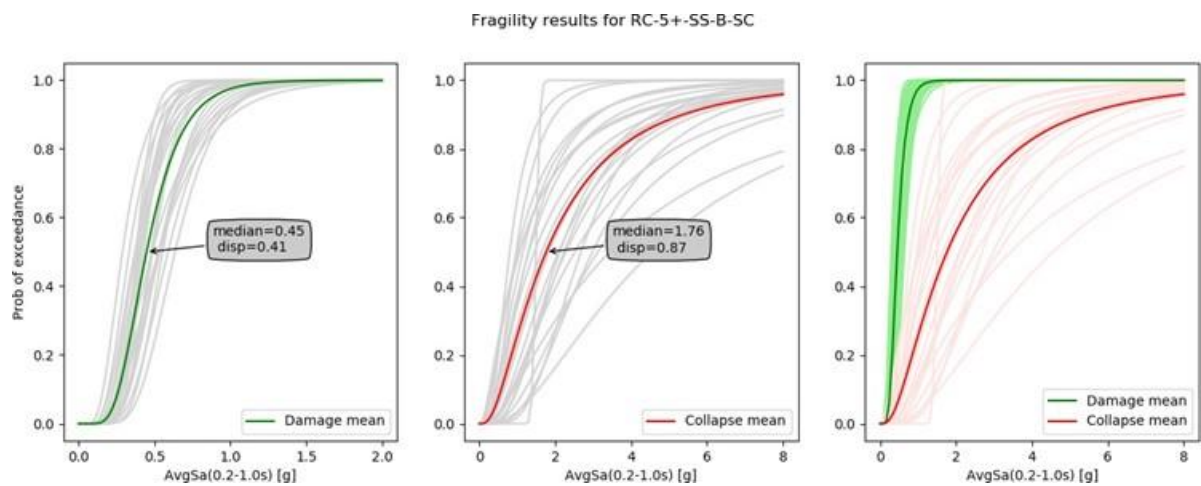 Fragility results for RC-5+-SS-B-SC
Prob of exceedance
1.0
0.8
0.6
0.4
0.2
0.0
median=0.45
disp=0.41
Damage mean
0.0 0.5 1.0 1.5 2.0
AvgSa(0.2-1.0s) [g]
1.0
0.8
0.6
0.4
0.2
0.0
median=1.76
disp=0.87
Collapse mean
0 2 4 6 8
AvgSa(0.2-1.0s) [g]
1.0
0.8
0.6
0.4
0.2
0.0
Damage mean
Collapse mean
0 2 4 6 8
AvgSa(0.2-1.0s) [g]